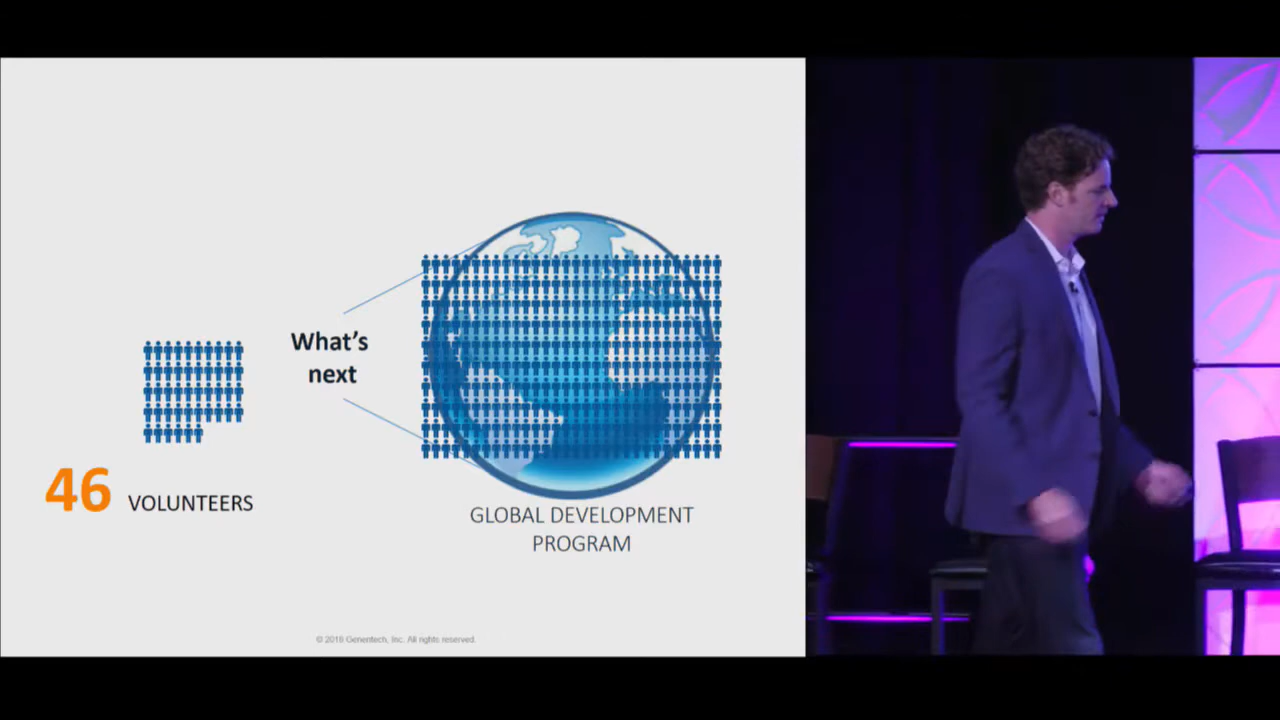 What's
next
46 VOLUNTEERS
GLOBAL DEVELOPMENT
PROGRAM
© 2016 Genentech, Inc. All rights reserved.